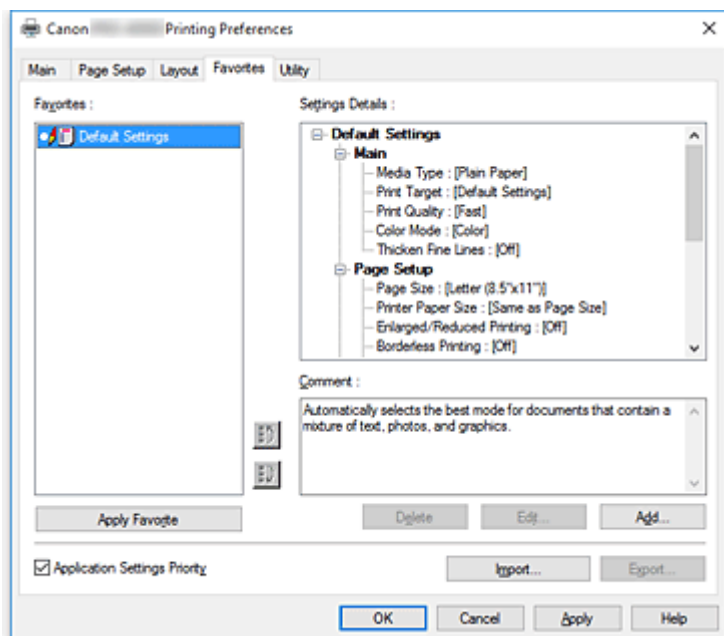 Canon Printing Preferences
Main Page Setup Layout Favorites Utility
Favorites :
Default Settings
Settings Details :
Default Settings
Main
Media Type : [Plain Paper]
Print Target : [Default Settings]
Print Quality : [Fast]
Color Mode : [Color]
Thicken Fine Lines : [Off]
Page Setup
Page Size : [Letter (8.5"x11")]
Printer Paper Size : [Same as Page Size]
Enlarged/Reduced Printing : [Off]
Borderless Printing : [Off]
Comment :
Automatically selects the best mode for documents that contain a
mixture of text, photos, and graphics.
Apply Favorite
Delete Edit... Add...
Application Settings Priority
Import... Export...
OK Cancel Apply Help